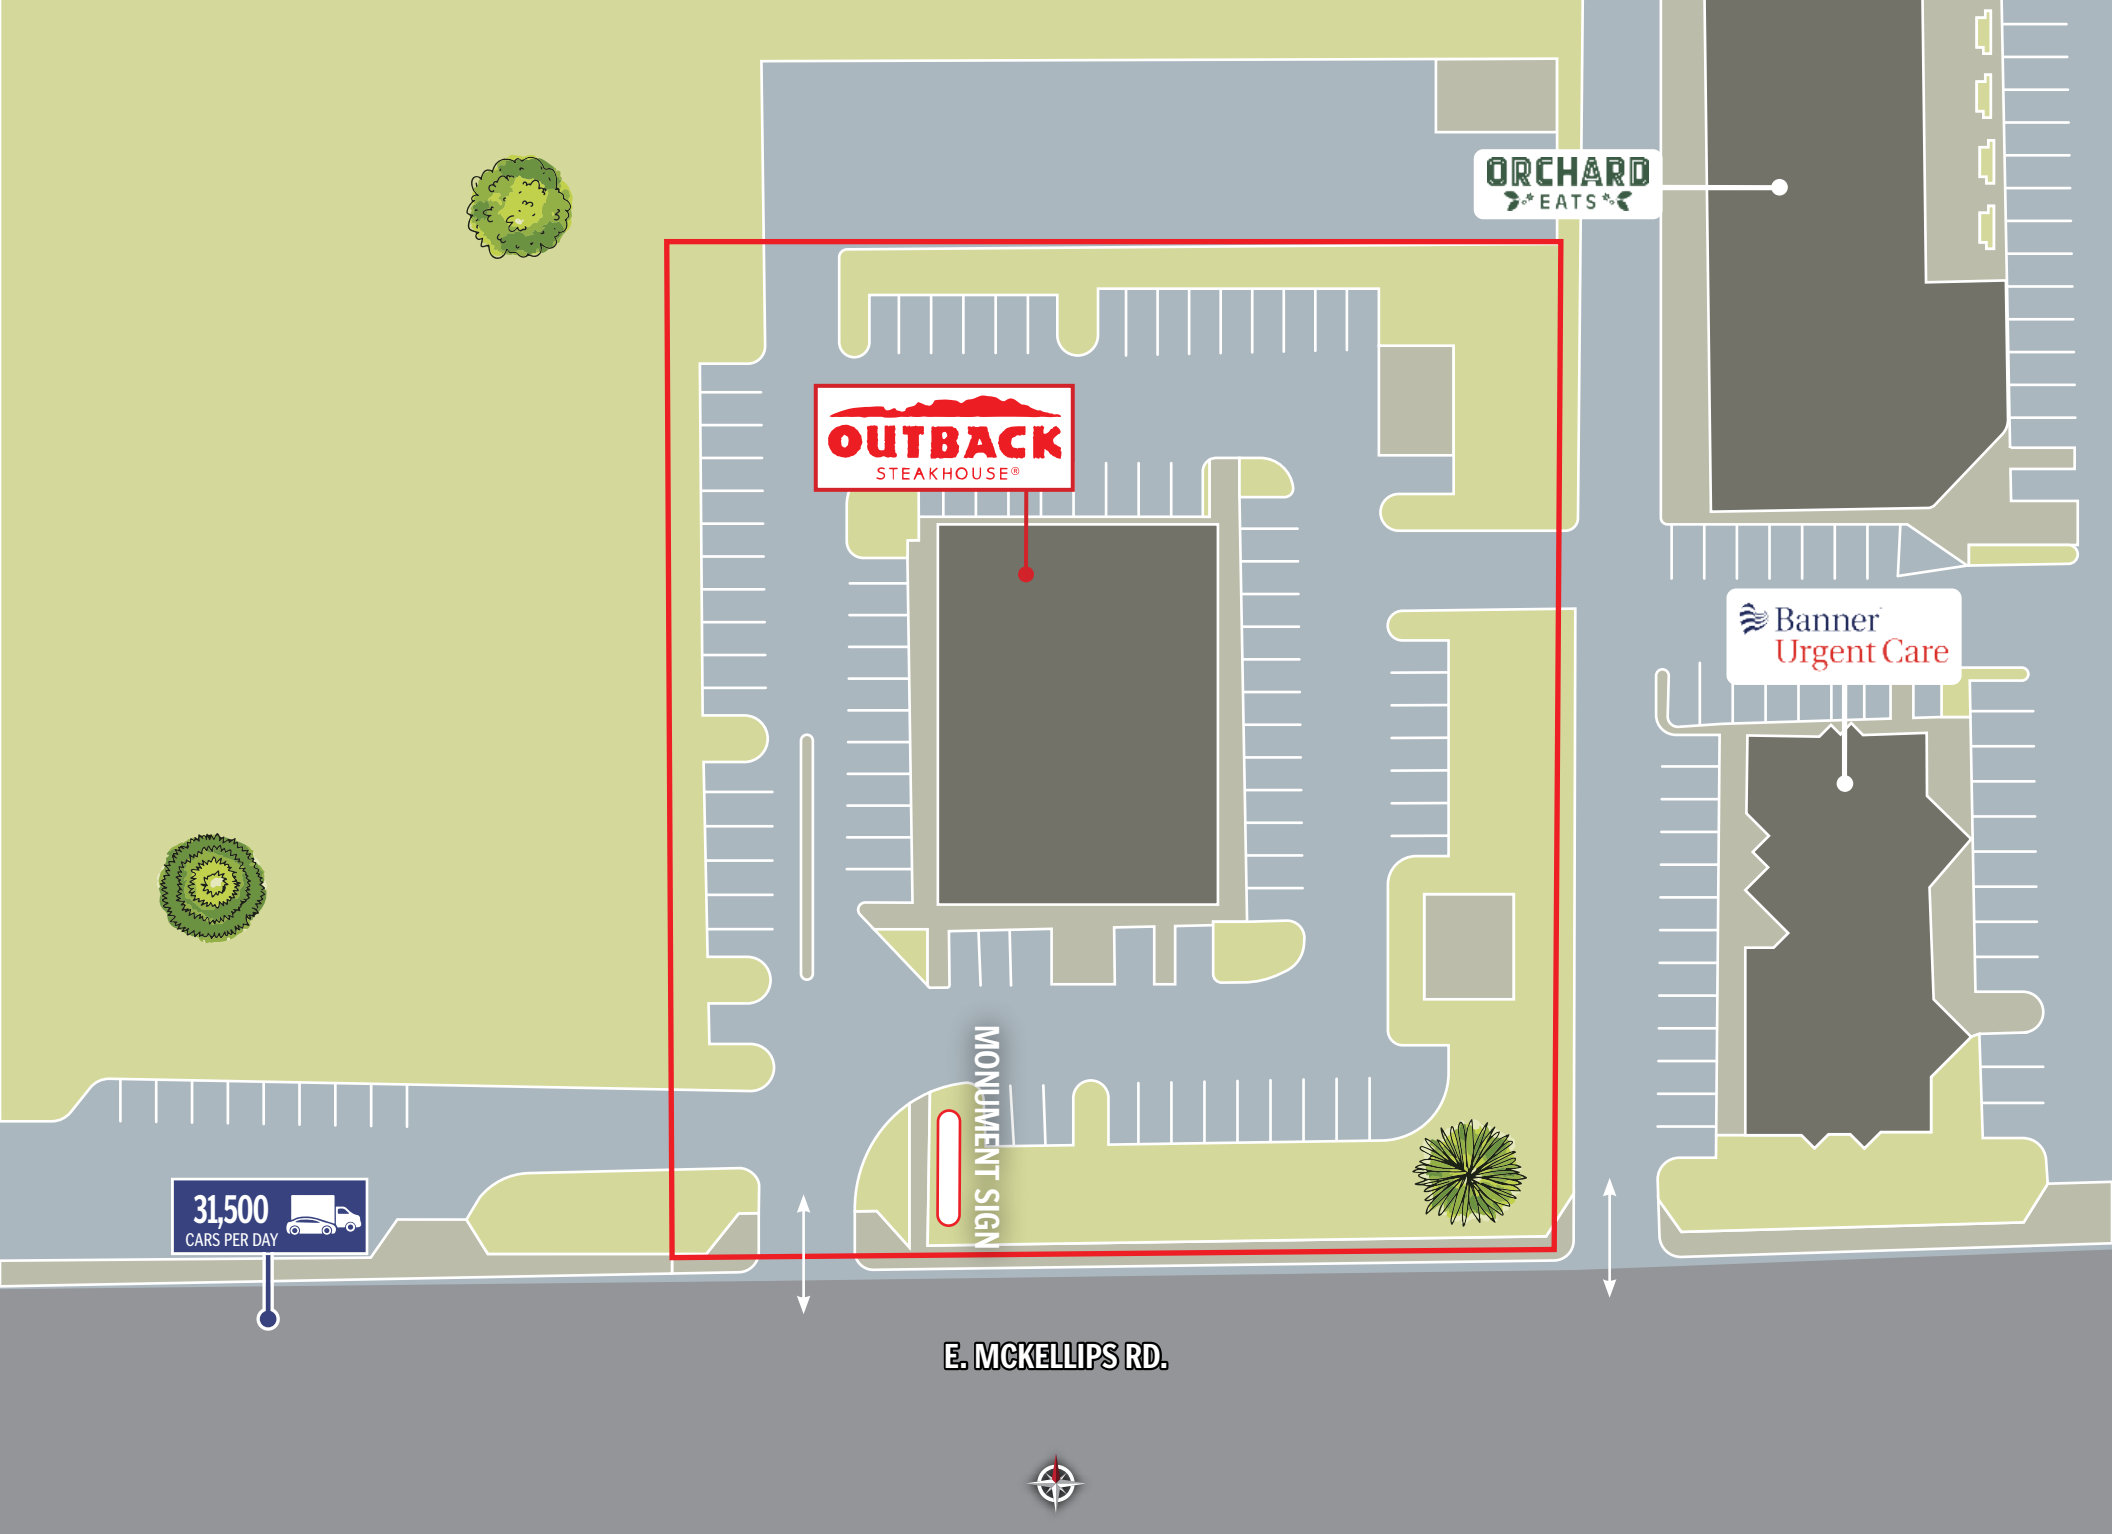 ORCHARD
EATS
OUTBACK
STEAKHOUSE®
Banner
Urgent Care
MONUMENT SIGN
31,500
CARS PER DAY
E. MCKELLIPS RD.